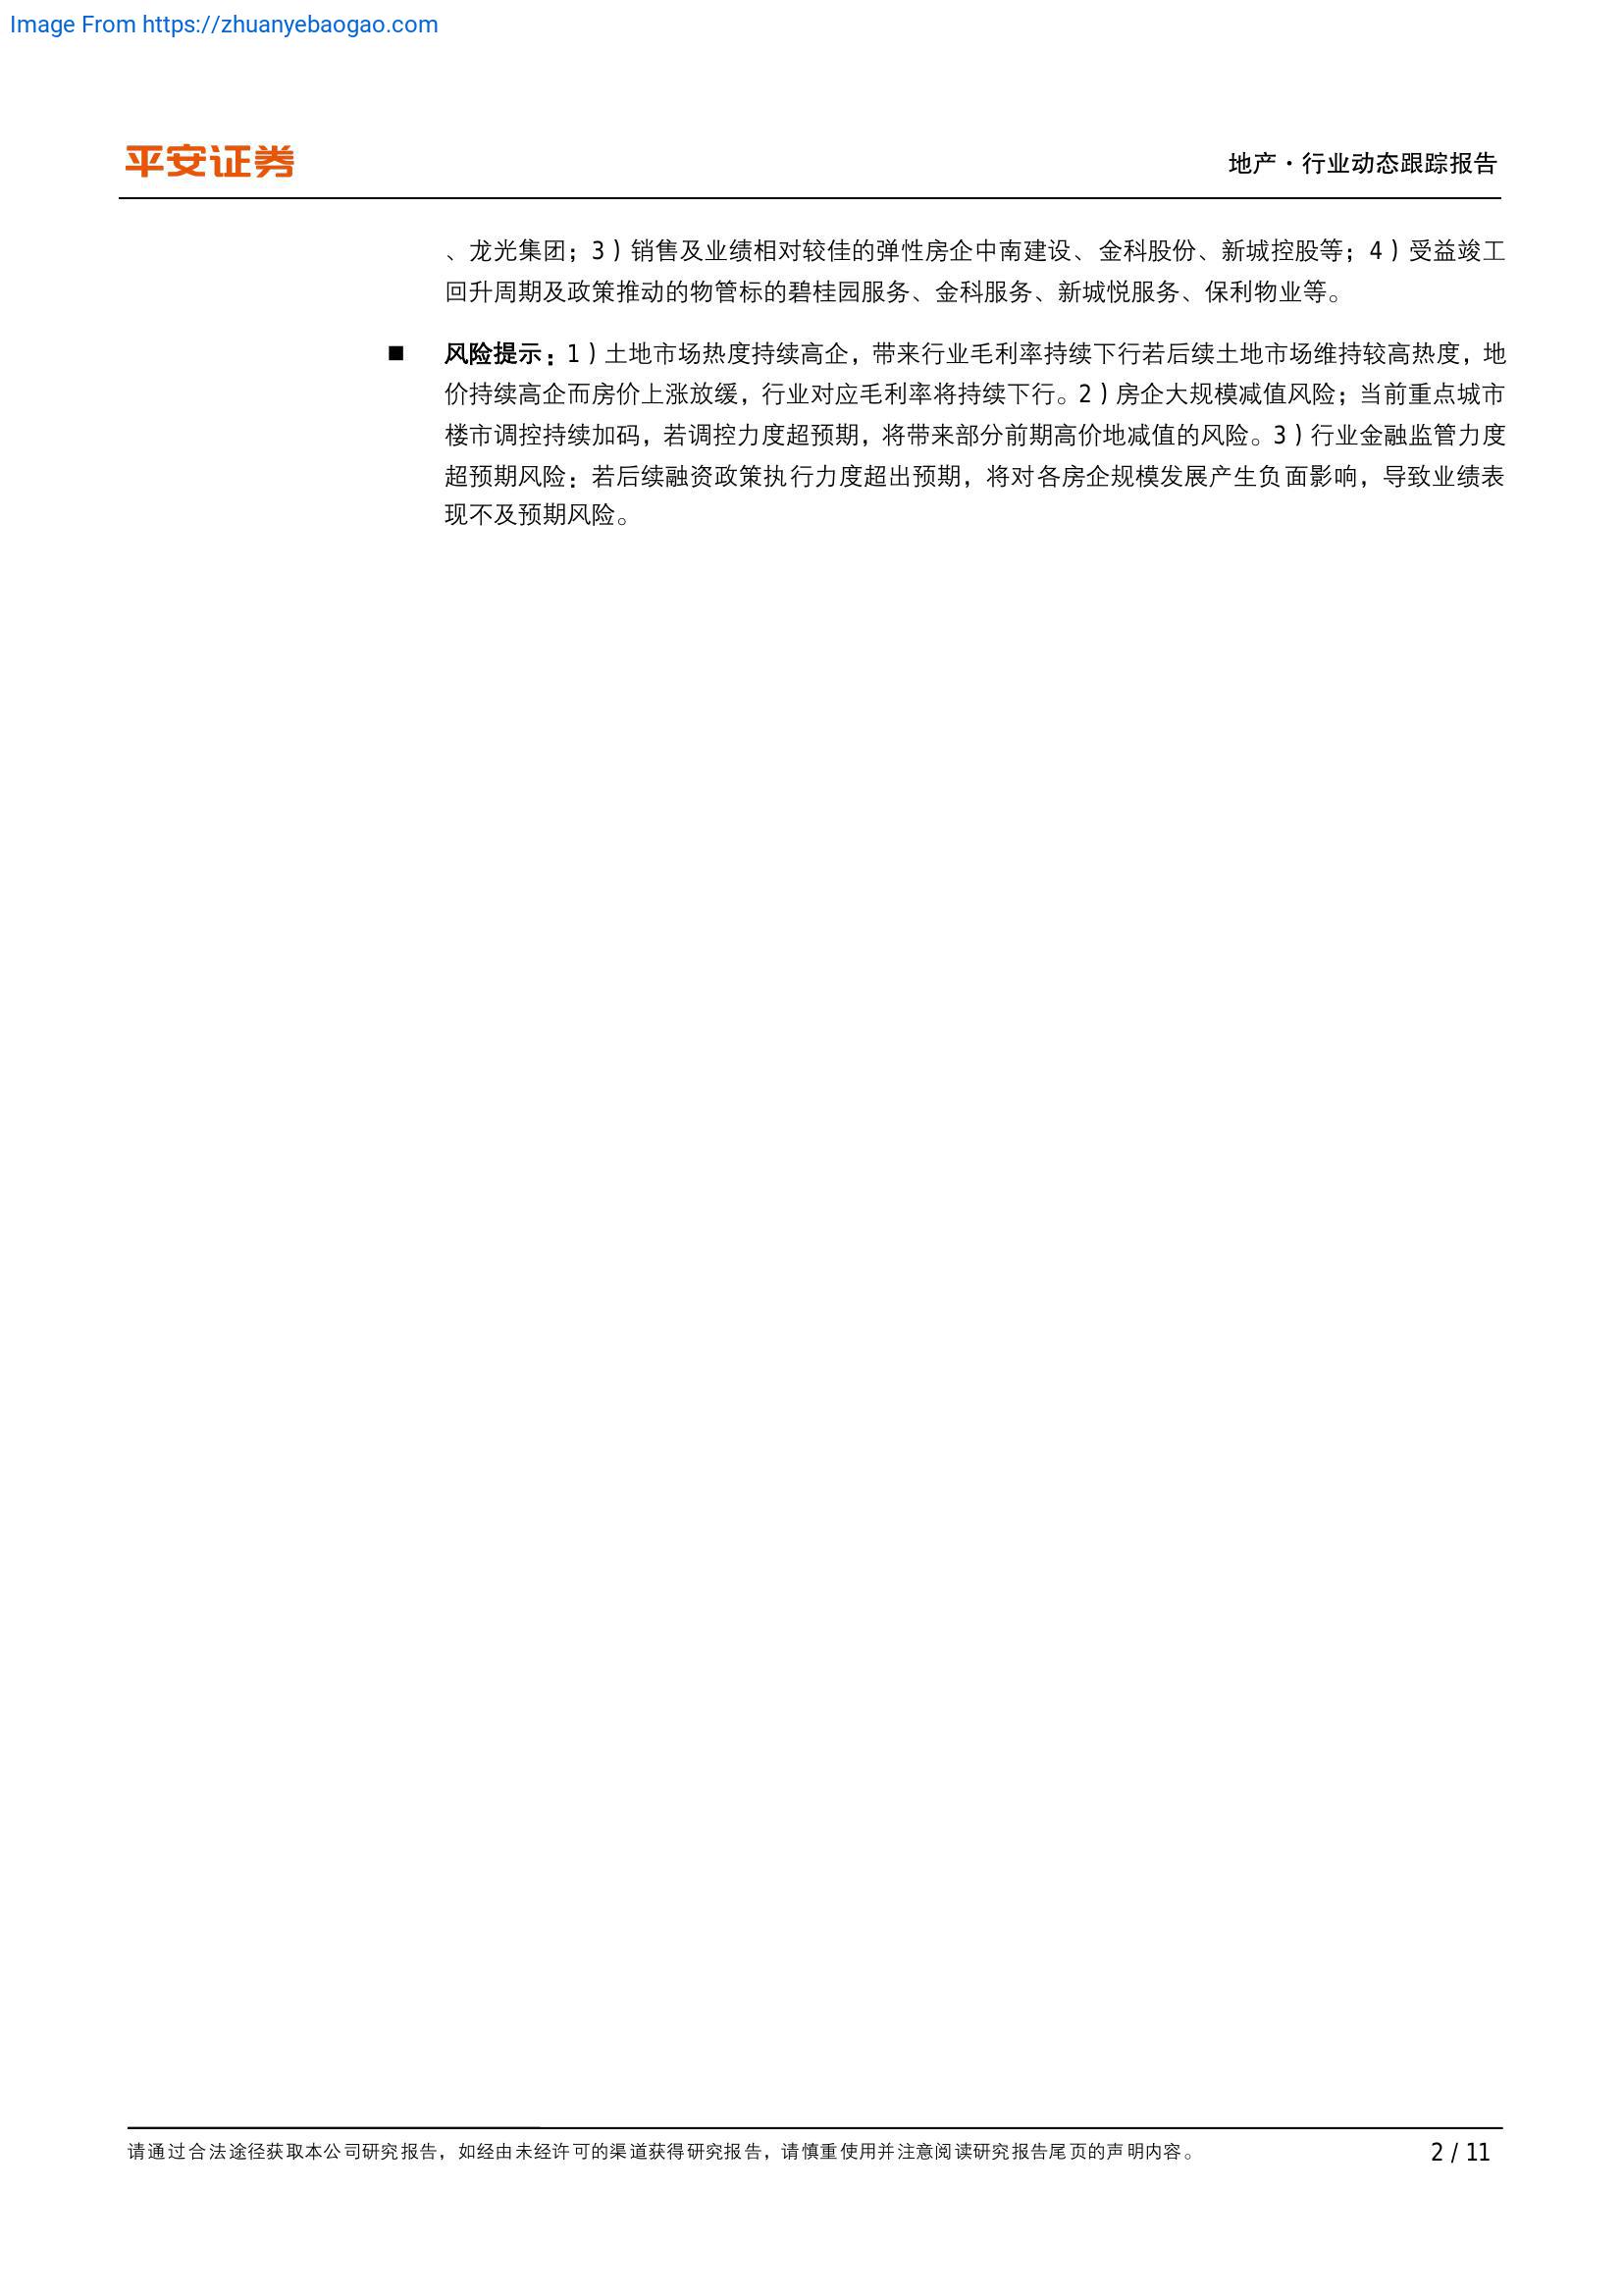 Image From https://zhuanyebaogao.com
平安证券
地产·行业动态跟踪报告
、龙光集团；3）销售及业绩相对较佳的弹性房企中南建设、金科股份、新城控股等；4）受益竣工
回升周期及政策推动的物管标的碧桂园服务、金科服务、新城悦服务、保利物业等。
■ 风险提示：1）土地市场热度持续高企，带来行业毛利率持续下行若后续土地市场维持较高热度，地
价持续高企而房价上涨放缓，行业对应毛利率将持续下行。2）房企大规模减值风险；当前重点城市
楼市调控持续加码，若调控力度超预期，将带来部分前期高价地减值的风险。3）行业金融监管力度
超预期风险：若后续融资政策执行力度超出预期，将对各房企规模发展产生负面影响，导致业绩表
现不及预期风险。
请通过合法途径获取本公司研究报告，如经由未经许可的渠道获得研究报告，请慎重使用并注意阅读研究报告尾页的声明内容。
2 / 11